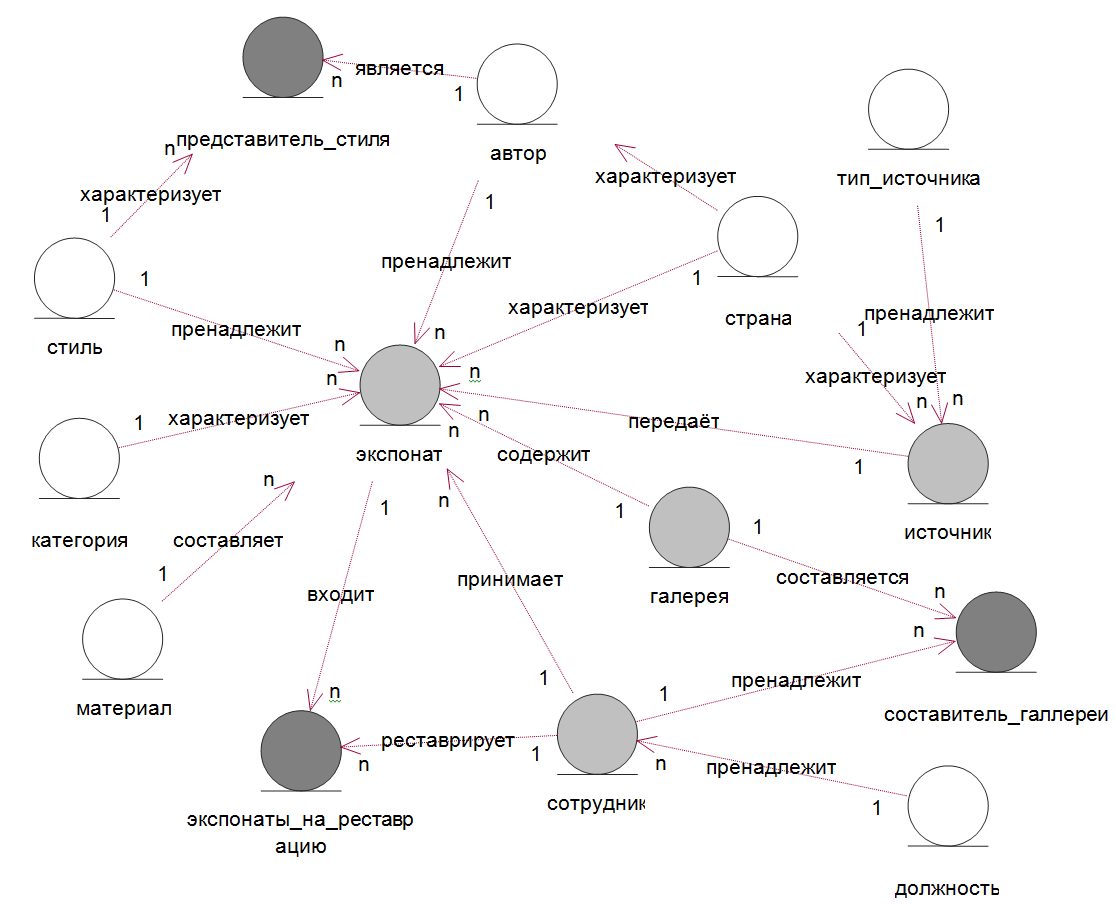 является
n
1
представитель_стиля
автор
тип_источника
n
характеризует
1
характеризует
1
1
1
пренадлежит
1
1
характеризует
страна
пренадлежит
1
пренадлежит
стиль
n
n
n
n
характеризует
1
характеризует
n
n
n
n
экспонат
содержит
передаёт
1
категория
материал
составляет
n
1
1
n
принимает
1
галерея
1
источник
составляется
n
входит
n
составитель_галлереи
пренадлежит
1
1
n
реставрирует
1
n
сотрудник
n
пренадлежит
1
экспонаты_на_реставр
ацию
должность